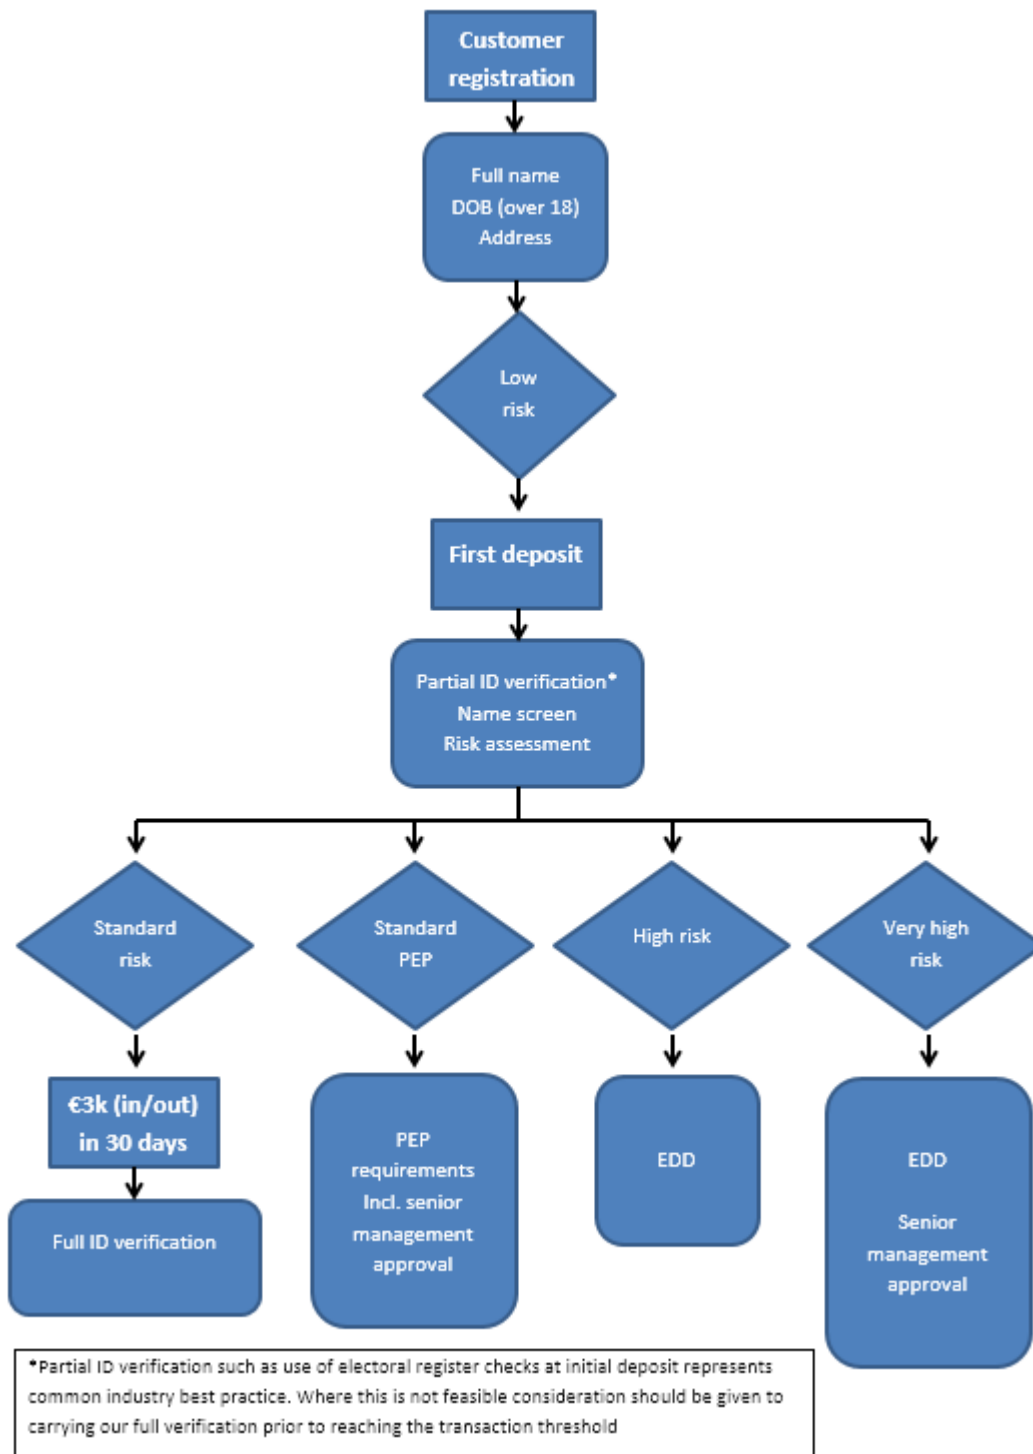 Customer
registration
Full name
DOB (over 18)
Address
Low
risk
First deposit
Partial ID verification*
Name screen
Risk assessment
Standard
risk
Standard
PEP
High risk
Very high
risk
€3k (in/out)
in 30 days
Full ID verification
PEP
requirements
Incl. senior
management
approval
EDD
EDD
Senior
management
approval
*Partial ID verification such as use of electoral register checks at initial deposit represents
common industry best practice. Where this is not feasible consideration should be given to
carrying our full verification prior to reaching the transaction threshold